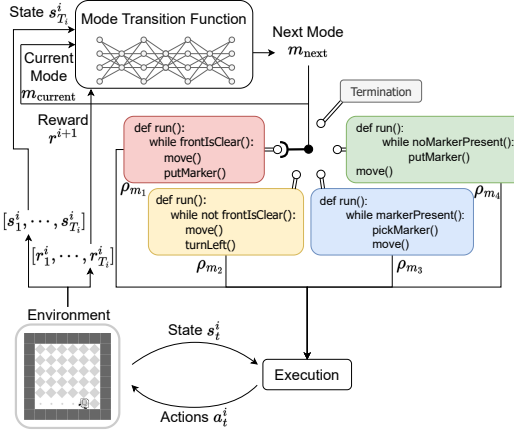 State $s^i_{T_i}$
Mode Transition Function
Next Mode
$m_{\text{next}}$
Current
Mode
$m_{\text{current}}$
Termination
Reward
$r^{i+1}$
def run():
while frontIsClear():
move()
putMarker()
$\rho_{m_1}$
def run():
while noMarkerPresent():
putMarker()
move()
$\rho_{m_4}$
def run():
while not frontIsClear():
move()
turnLeft()
$\rho_{m_2}$
def run():
while markerPresent():
pickMarker()
move()
$\rho_{m_3}$
$[s^i_1, \cdots, s^i_{T_i}]$
$[r^i_1, \cdots, r^i_{T_i}]$
Environment
State $s^i_t$
Execution
Actions $a^i_t$